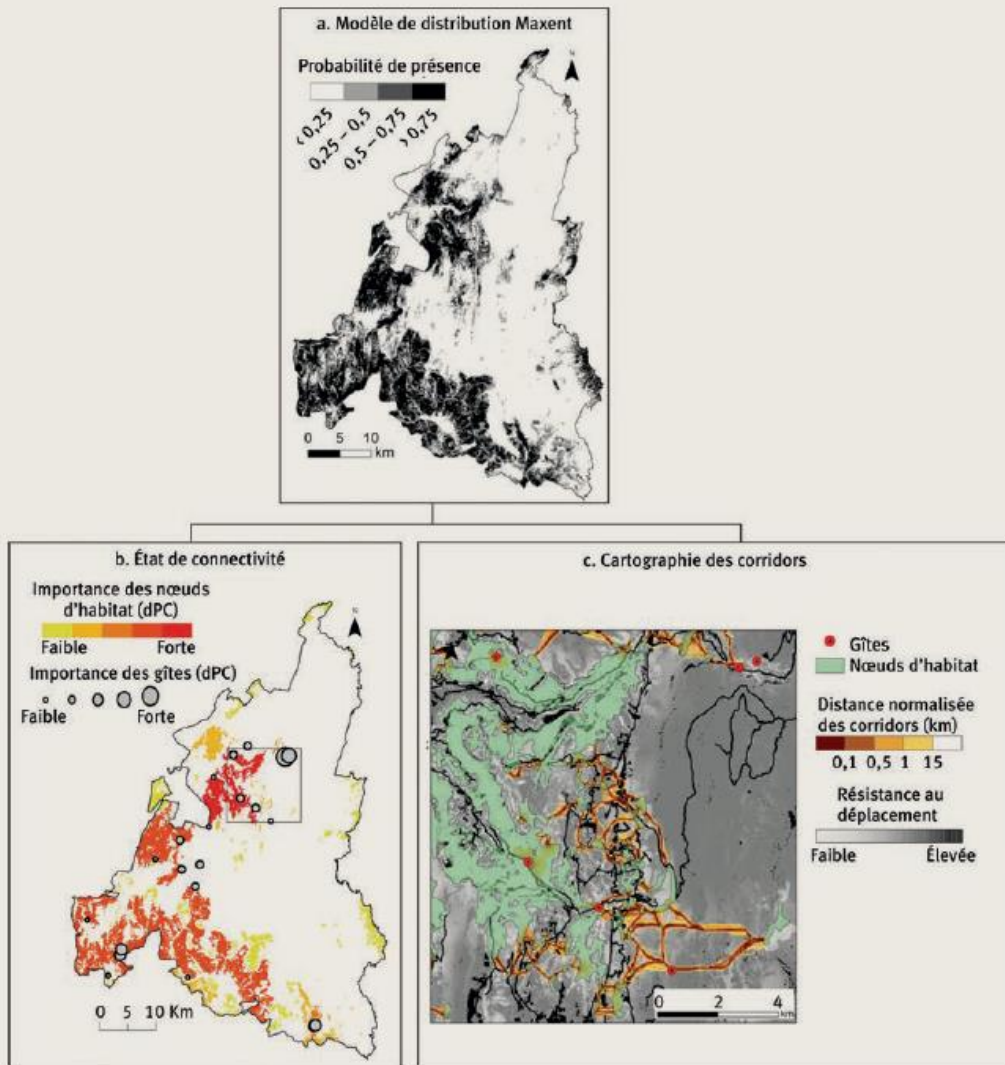 a. Modèle de distribution Maxent
Probabilité de présence
‹ 0,25
0,25 – 0,5
0,5 – 0,75
› 0,75
N
0 5 10
km
b. État de connectivité
Importance des nœuds
d'habitat (dPC)
Faible Forte
Importance des gîtes (dPC)
Faible Forte
N
0 5 10 Km
c. Cartographie des corridors
Gîtes
Nœuds d'habitat
Distance normalisée
des corridors (km)
0,1 0,5 1 15
Résistance au
déplacement
Faible Élevée
0 2 4
km